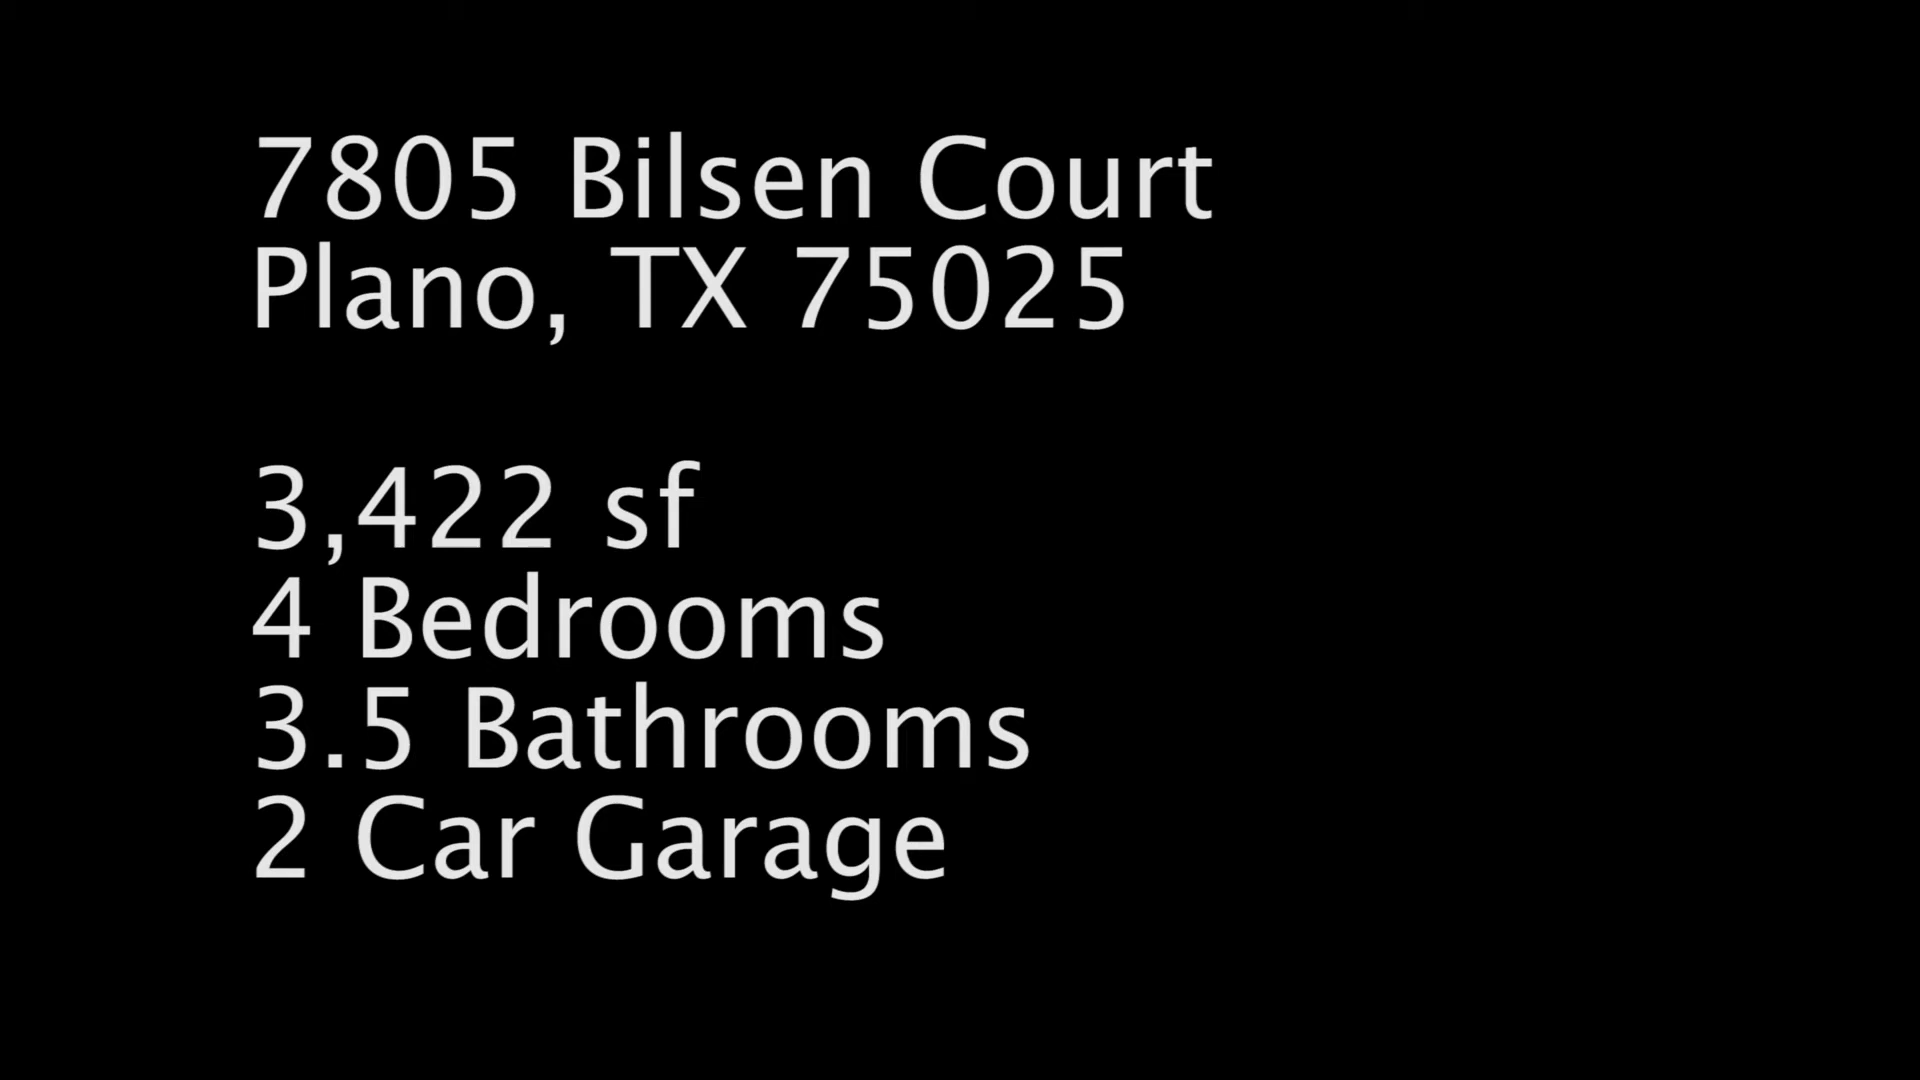 7805 Bilsen Court
Plano, TX 75025
3,422 sf
4 Bedrooms
3.5 Bathrooms
2 Car Garage